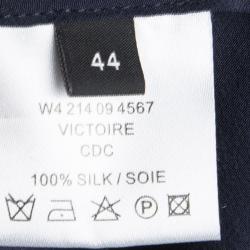 44
W4 214 09 4567
VICTOIRE
CDC
100% SILK / SOIE
P